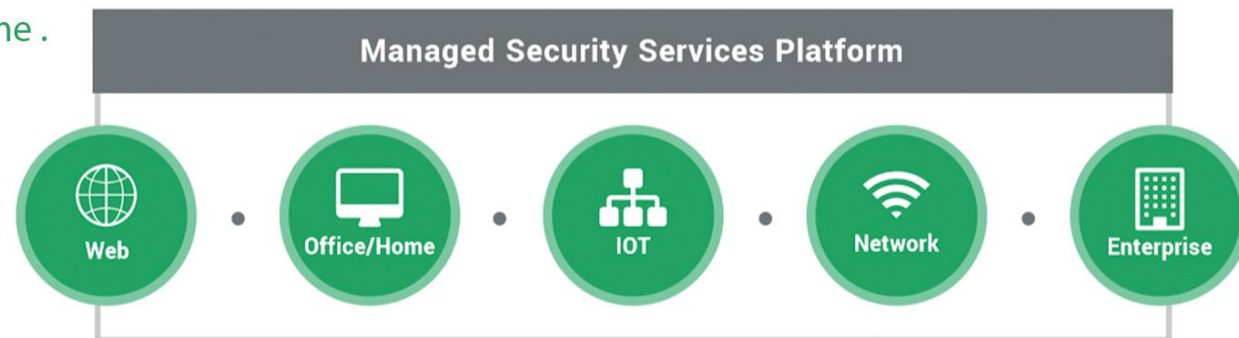 ne .
Managed Security Services Platform
Web
Office/Home
IOT
Network
Enterprise